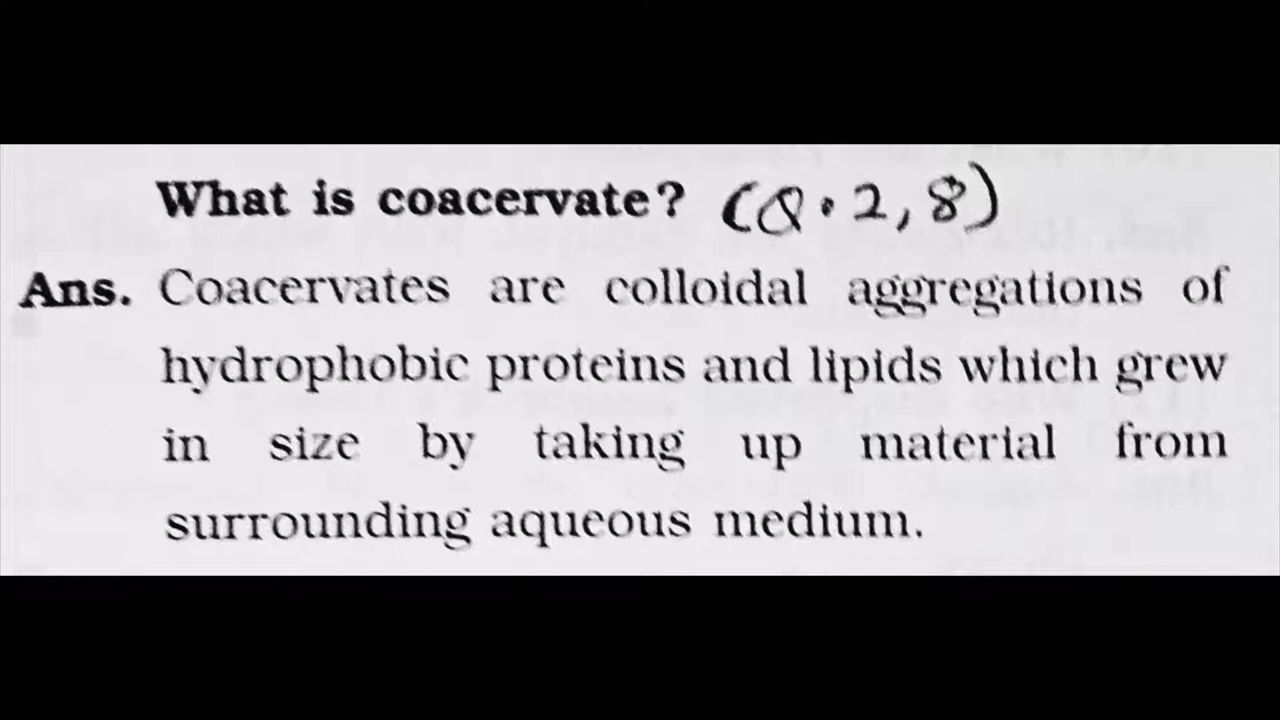 What is coacervate? (Q.2,8)
Ans. Coacervates are colloidal aggregations of
hydrophobic proteins and lipids which grew
in size by taking up material from
surrounding aqueous medium.